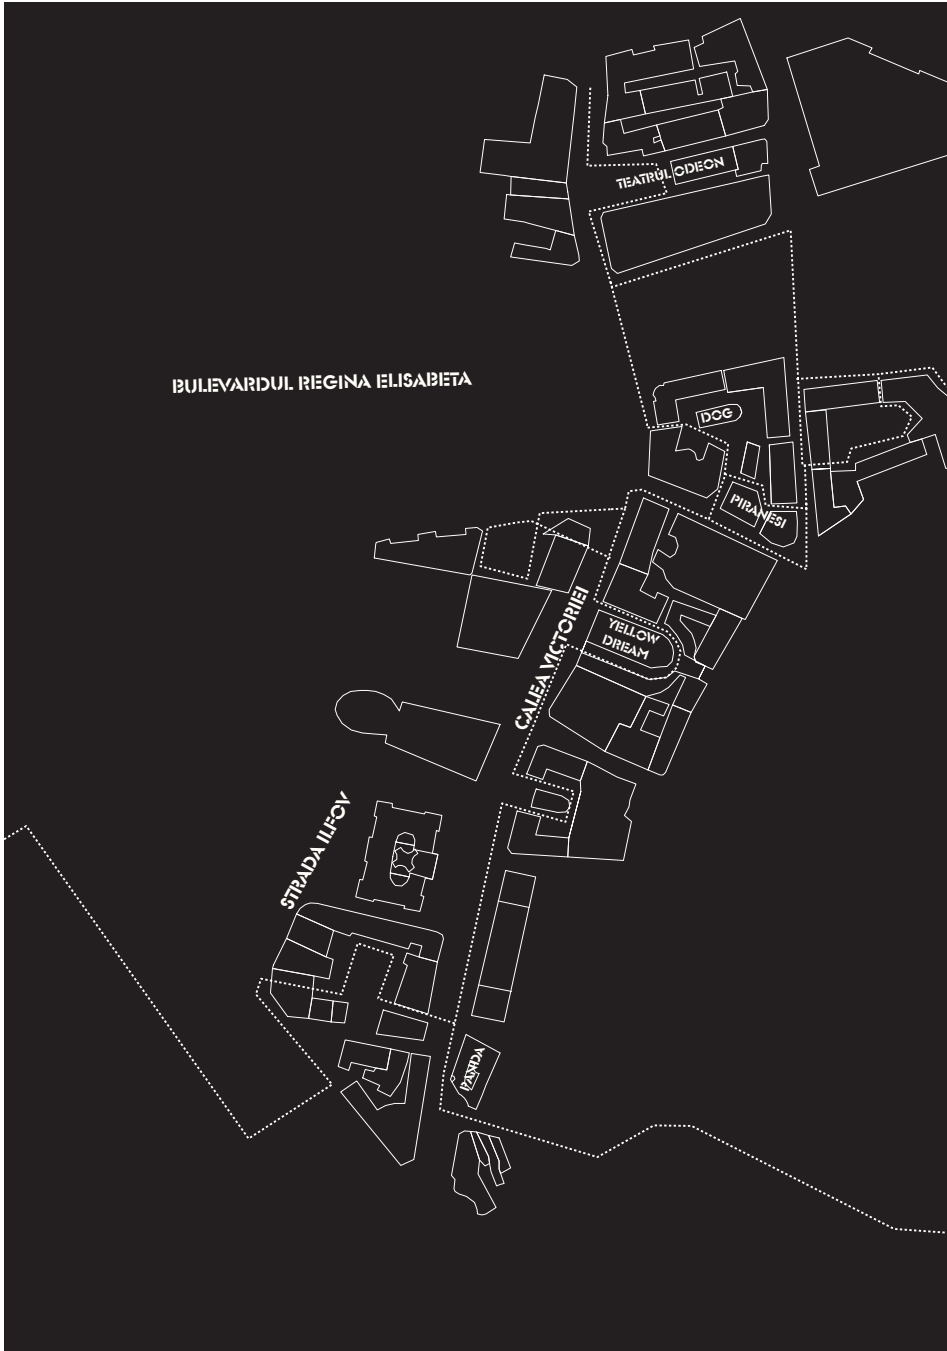 TEATRUL ODEON
BULEVARDUL REGINA ELISABETA
DOG
PIRANESI
CALEA VICTORIEI
YELLOW
DREAM
STRADA ILFOV
PANDA